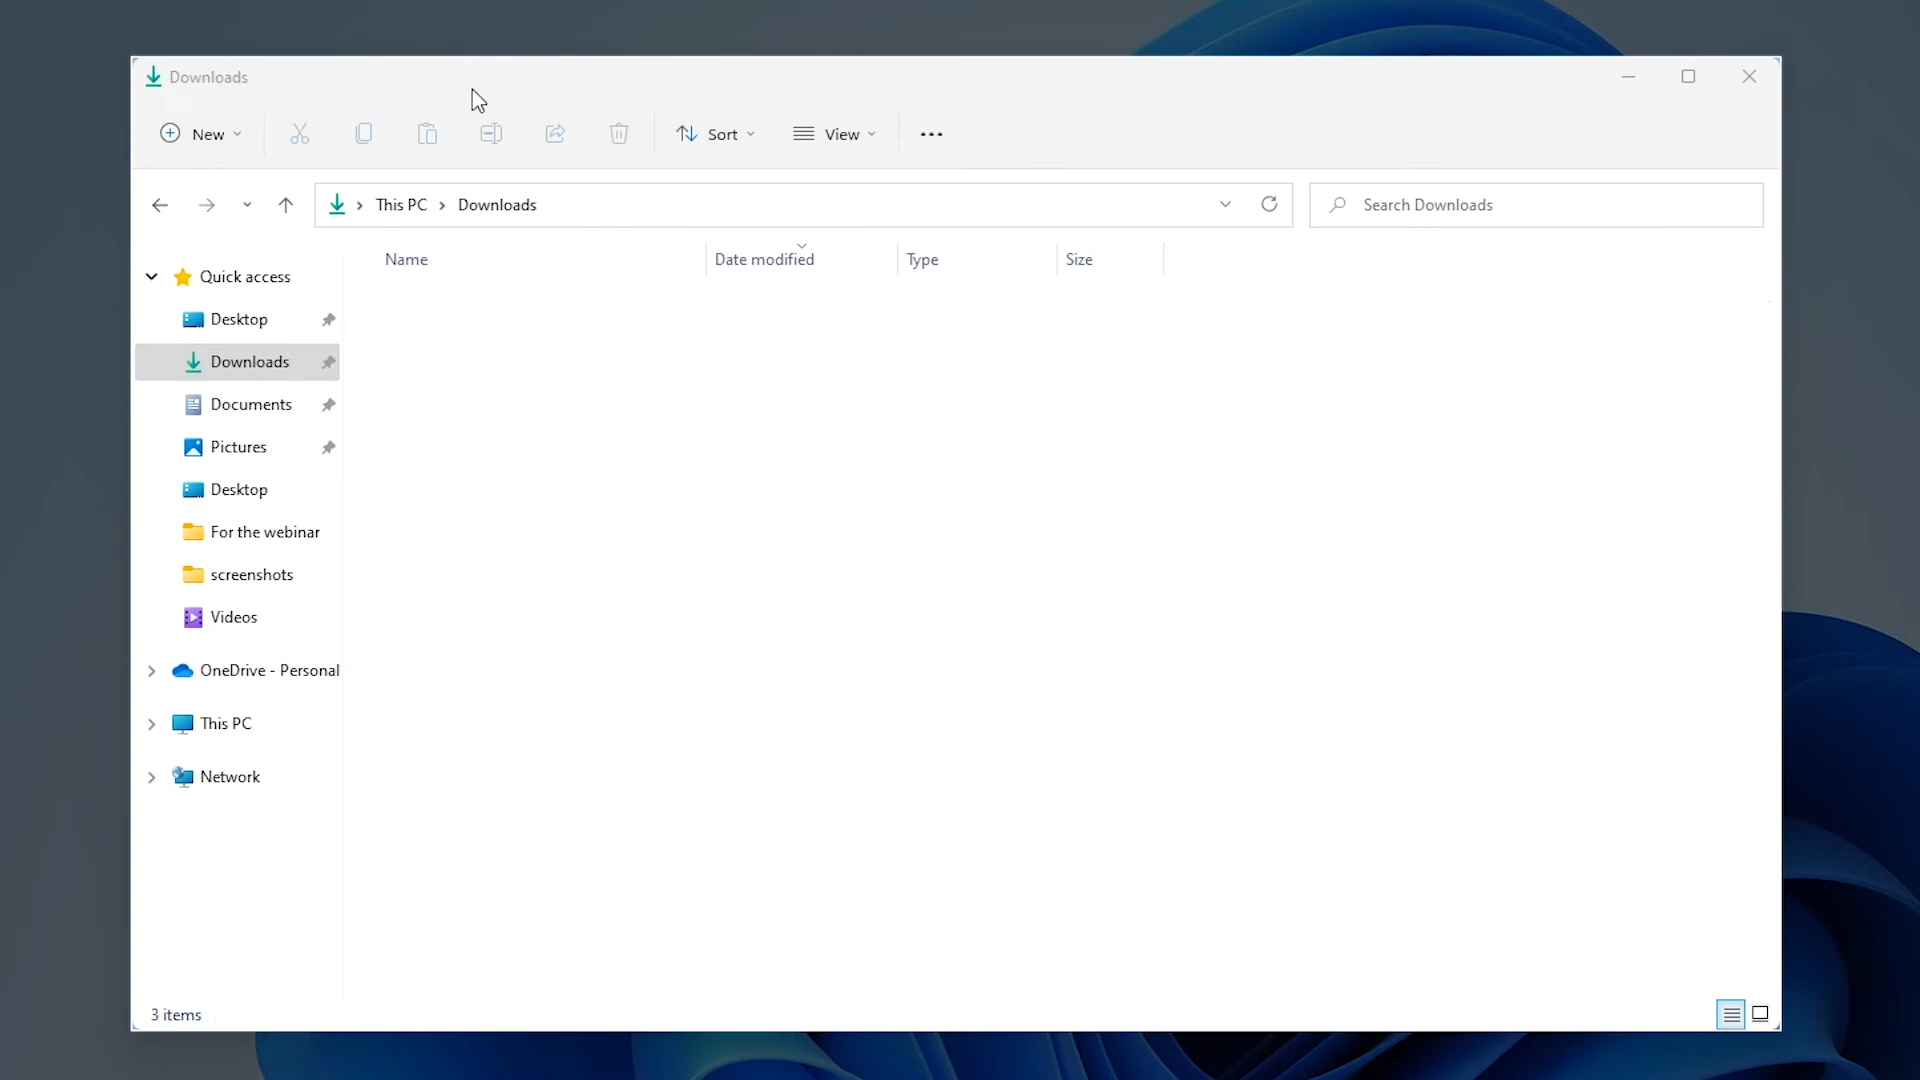 Downloads
New
Sort
View
This PC
Downloads
Search Downloads
Name
Date modified
Type
Size
Quick access
Desktop
Downloads
Documents
Pictures
Desktop
For the webinar
screenshots
Videos
OneDrive - Personal
This PC
Network
3 items